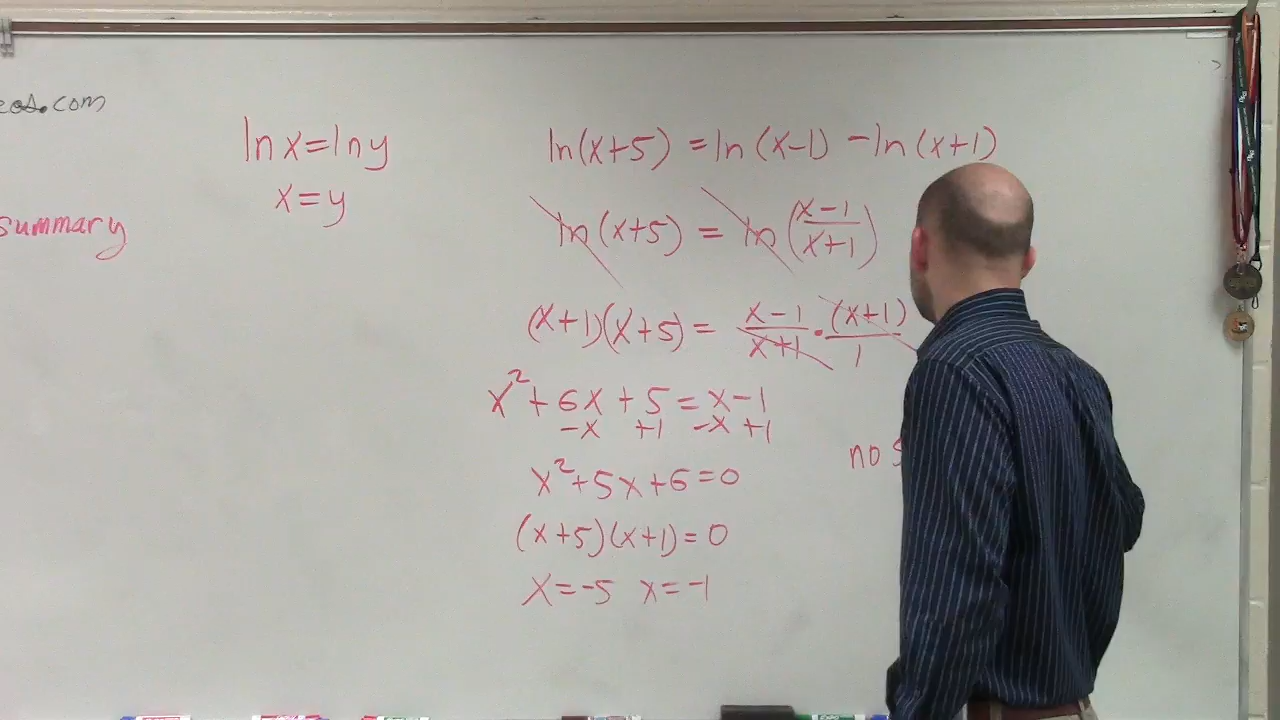 .com
summary
ln x = ln y
x = y
ln(x+5) = ln(x-1) - ln(x+1)
ln(x+5) = ln(x-1/x+1)
(x+1)(x+5) = x-1/x+1 · (x+1)/1
x² + 6x + 5 = x - 1
-x +1 -x +1
x² + 5x + 6 = 0
(x+5)(x+1) = 0
x = -5 x = -1
no